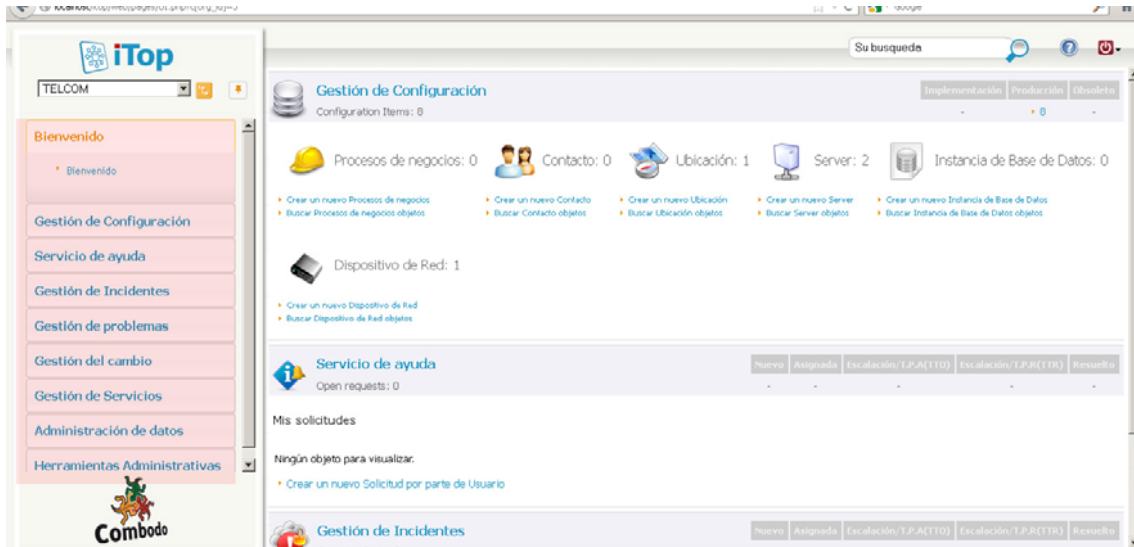 iTop
Su busqueda
TELCOM
Bienvenido
Bienvenido
Gestión de Configuración
Servicio de ayuda
Gestión de Incidentes
Gestión de problemas
Gestión del cambio
Gestión de Servicios
Administración de datos
Herramientas Administrativas
Combodo
Gestión de Configuración
Configuration Items: 8
Implementación Producción Obsoleto
- 8 -
Procesos de negocios: 0
Crear un nuevo Procesos de negocios
Buscar Procesos de negocios objetos
Contacto: 0
Crear un nuevo Contacto
Buscar Contacto objetos
Ubicación: 1
Crear un nuevo Ubicación
Buscar Ubicación objetos
Server: 2
Crear un nuevo Server
Buscar Server objetos
Instancia de Base de Datos: 0
Crear un nuevo Instancia de Base de Datos
Buscar Instancia de Base de Datos objetos
Dispositivo de Red: 1
Crear un nuevo Dispositivo de Red
Buscar Dispositivo de Red objetos
Servicio de ayuda
Open requests: 0
Nuevo Asignada Escalación/T.P.A(TTO) Escalación/T.P.R(TTR) Resuelto
- - - - -
Mis solicitudes
Ningún objeto para visualizar.
Crear un nuevo Solicitud por parte de Usuario
Gestión de Incidentes
Nuevo Asignada Escalación/T.P.A(TTO) Escalación/T.P.R(TTR) Resuelto